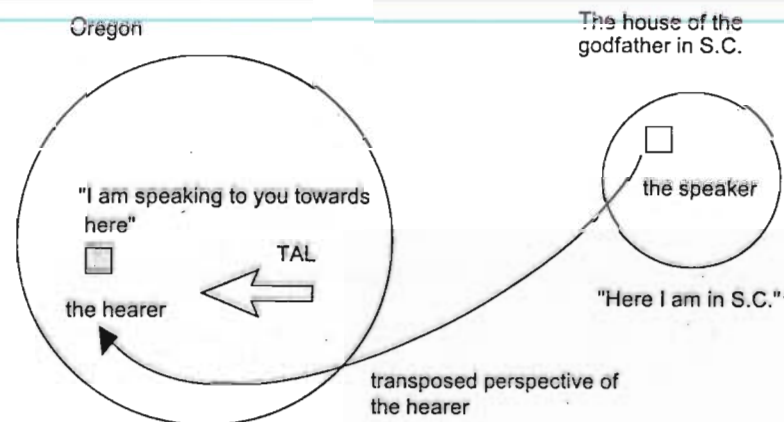 Oregon
The house of the
godfather in S.C.
"I am speaking to you towards
here"
TAL
the hearer
the speaker
"Here I am in S.C."
transposed perspective of
the hearer